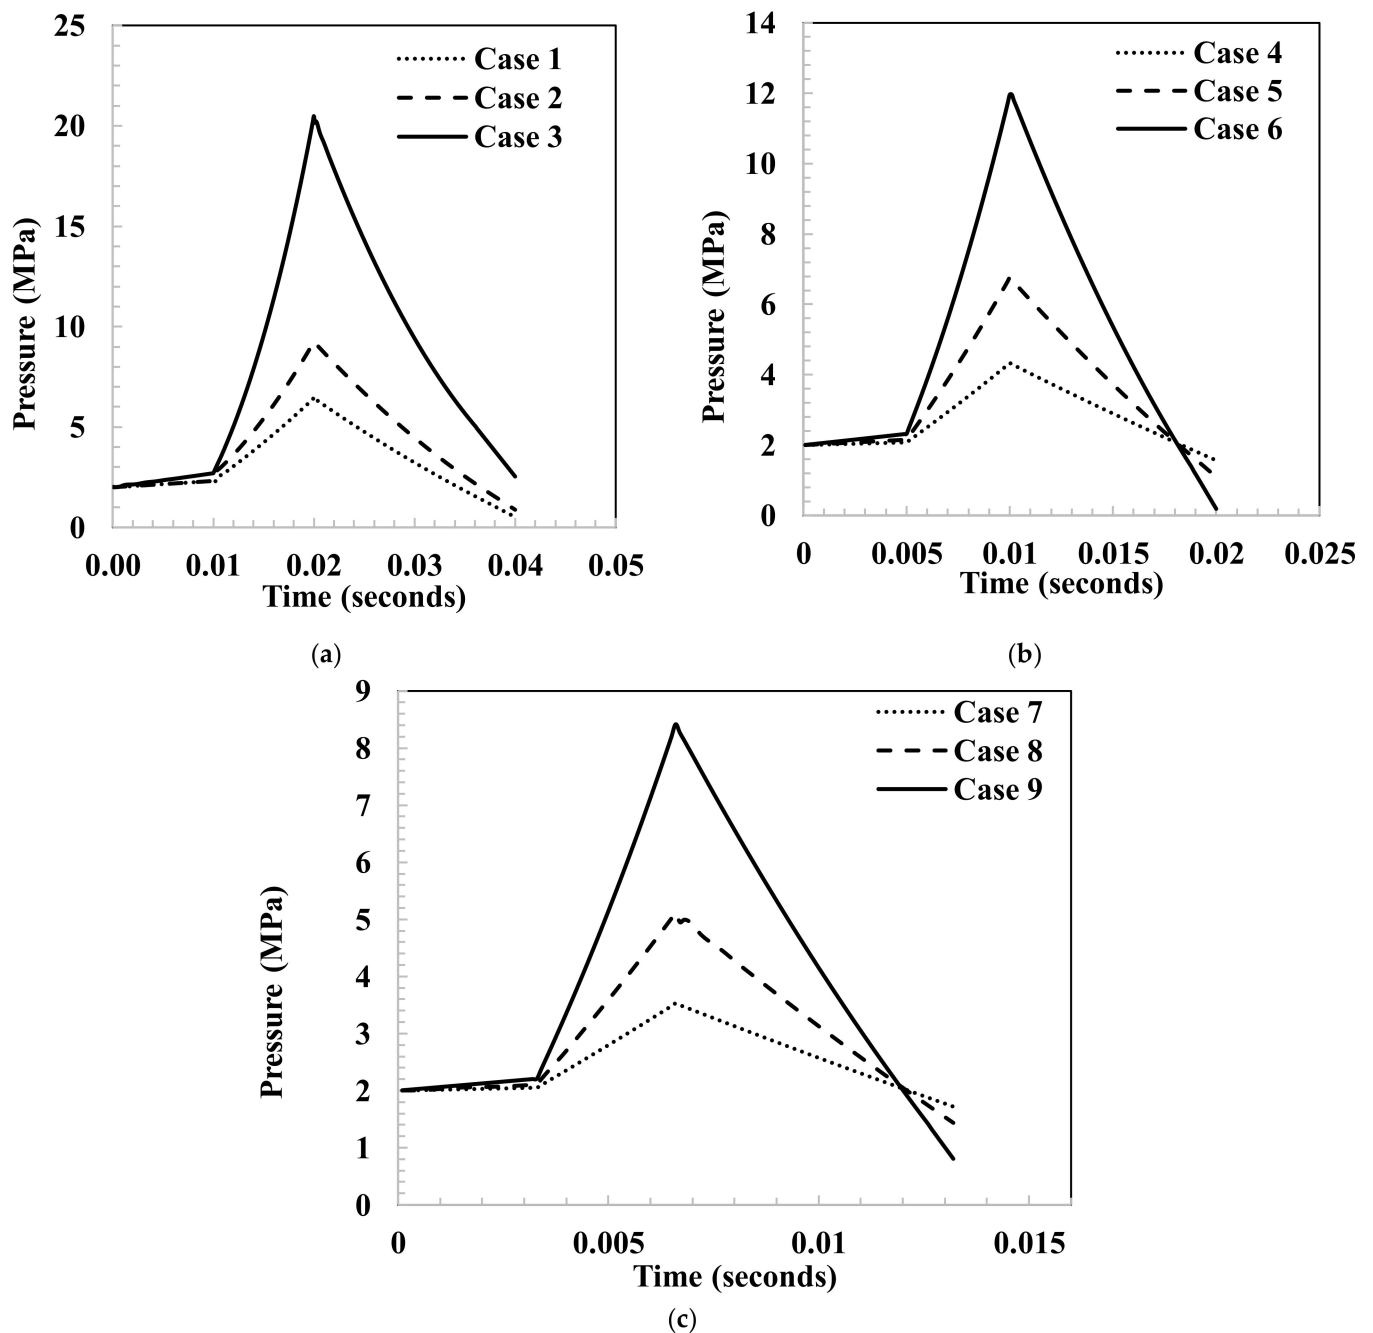 25
20
15
10
5
0
Pressure (MPa)
Case 1
Case 2
Case 3
0.00 0.01 0.02 0.03 0.04 0.05
Time (seconds)
(a)
14
12
10
8
6
4
2
0
Pressure (MPa)
Case 4
Case 5
Case 6
0 0.005 0.01 0.015 0.02 0.025
Time (seconds)
(b)
9
8
7
6
5
4
3
2
1
0
Pressure (MPa)
Case 7
Case 8
Case 9
0 0.005 0.01 0.015
Time (seconds)
(c)